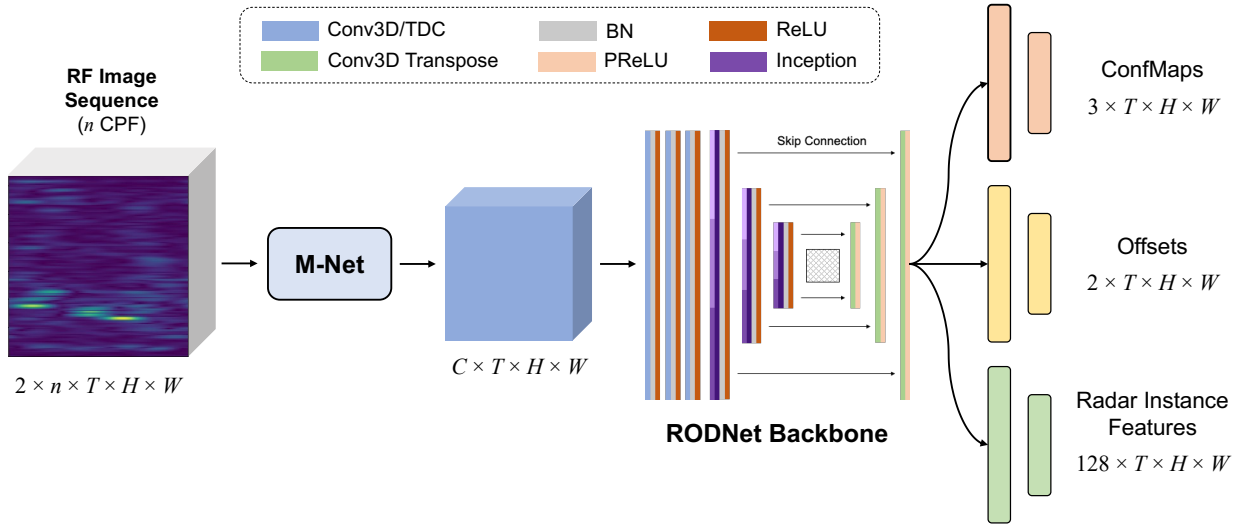 Conv3D/TDC
BN
ReLU
Conv3D Transpose
PReLU
Inception
RF Image
Sequence
(n CPF)
2 × n × T × H × W
M-Net
C × T × H × W
Skip Connection
RODNet Backbone
ConfMaps
3 × T × H × W
Offsets
2 × T × H × W
Radar Instance
Features
128 × T × H × W